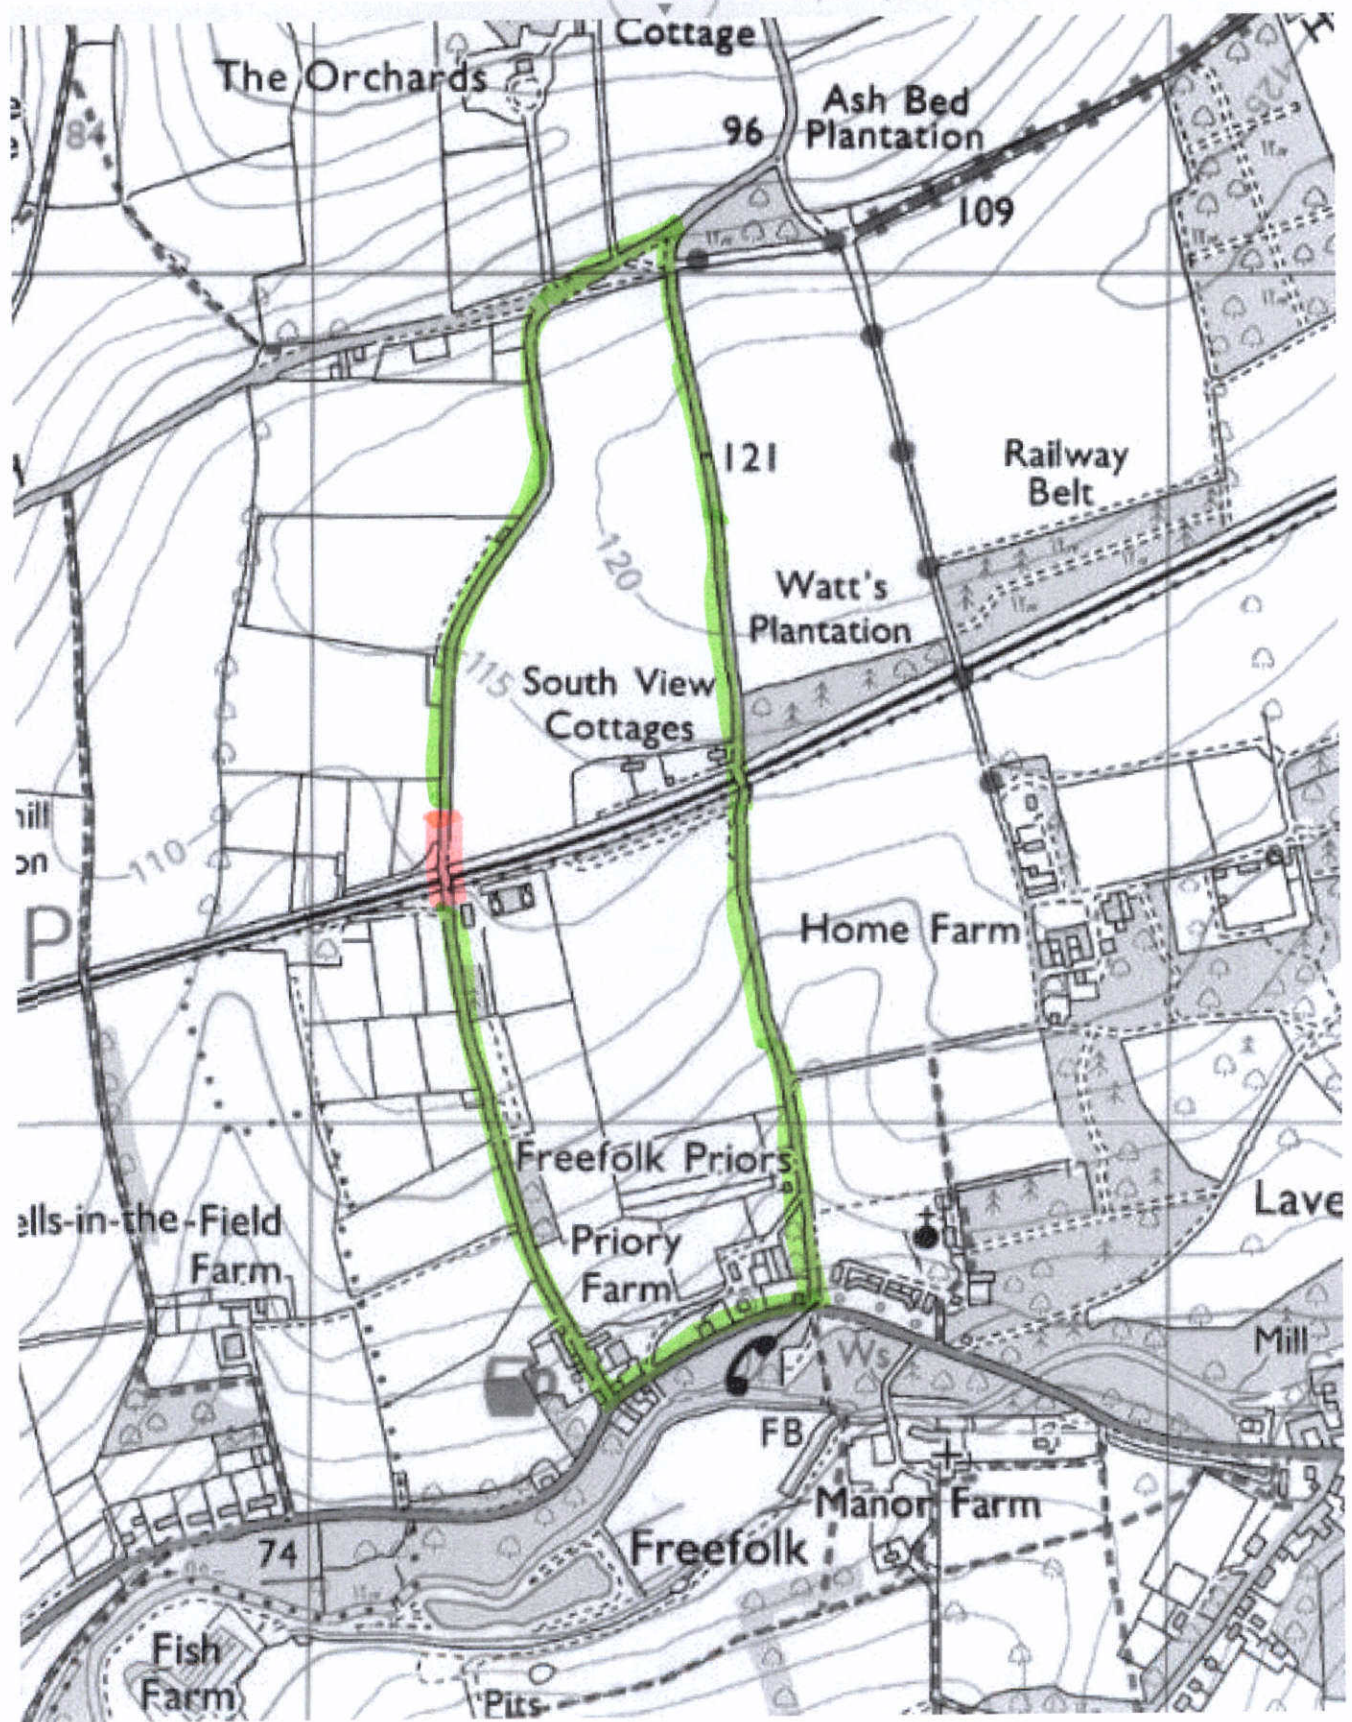 Cottage
The Orchards
Ash Bed
Plantation
96
84
125
109
121
Railway
Belt
120
Watt's
Plantation
115
South View
Cottages
hill
on
110
P
Home Farm
Freefolk Priors
ells-in-the-Field
Farm
Priory
Farm
Lave
Mill
Ws
FB
Manor Farm
74
Freefolk
Fish
Farm
Pits